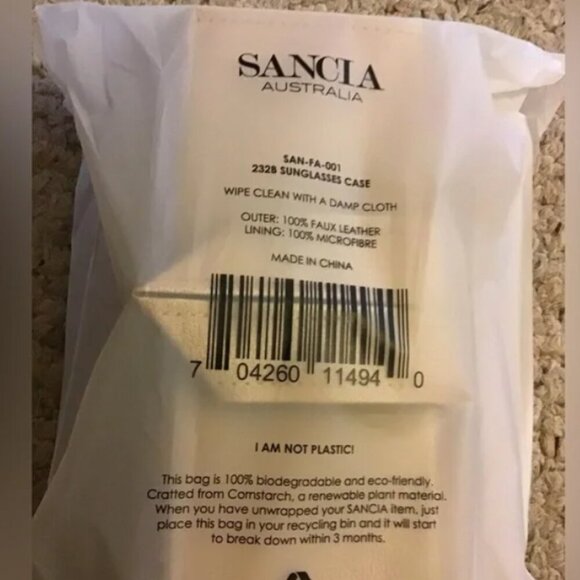 SANCIA
AUSTRALIA
SAN-FA-001
232B SUNGLASSES CASE
WIPE CLEAN WITH A DAMP CLOTH
OUTER: 100% FAUX LEATHER
LINING: 100% MICROFIBRE
MADE IN CHINA
7 04260 11494 0
I AM NOT PLASTIC!
This bag is 100% biodegradable and eco-friendly.
Crafted from Cornstarch, a renewable plant material.
When you have unwrapped your SANCIA item, just
place this bag in your recycling bin and it will start
to break down within 3 months.